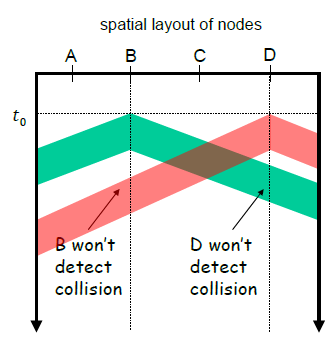 spatial layout of nodes
A B C D
t₀
B won't
detect
collision
D won't
detect
collision